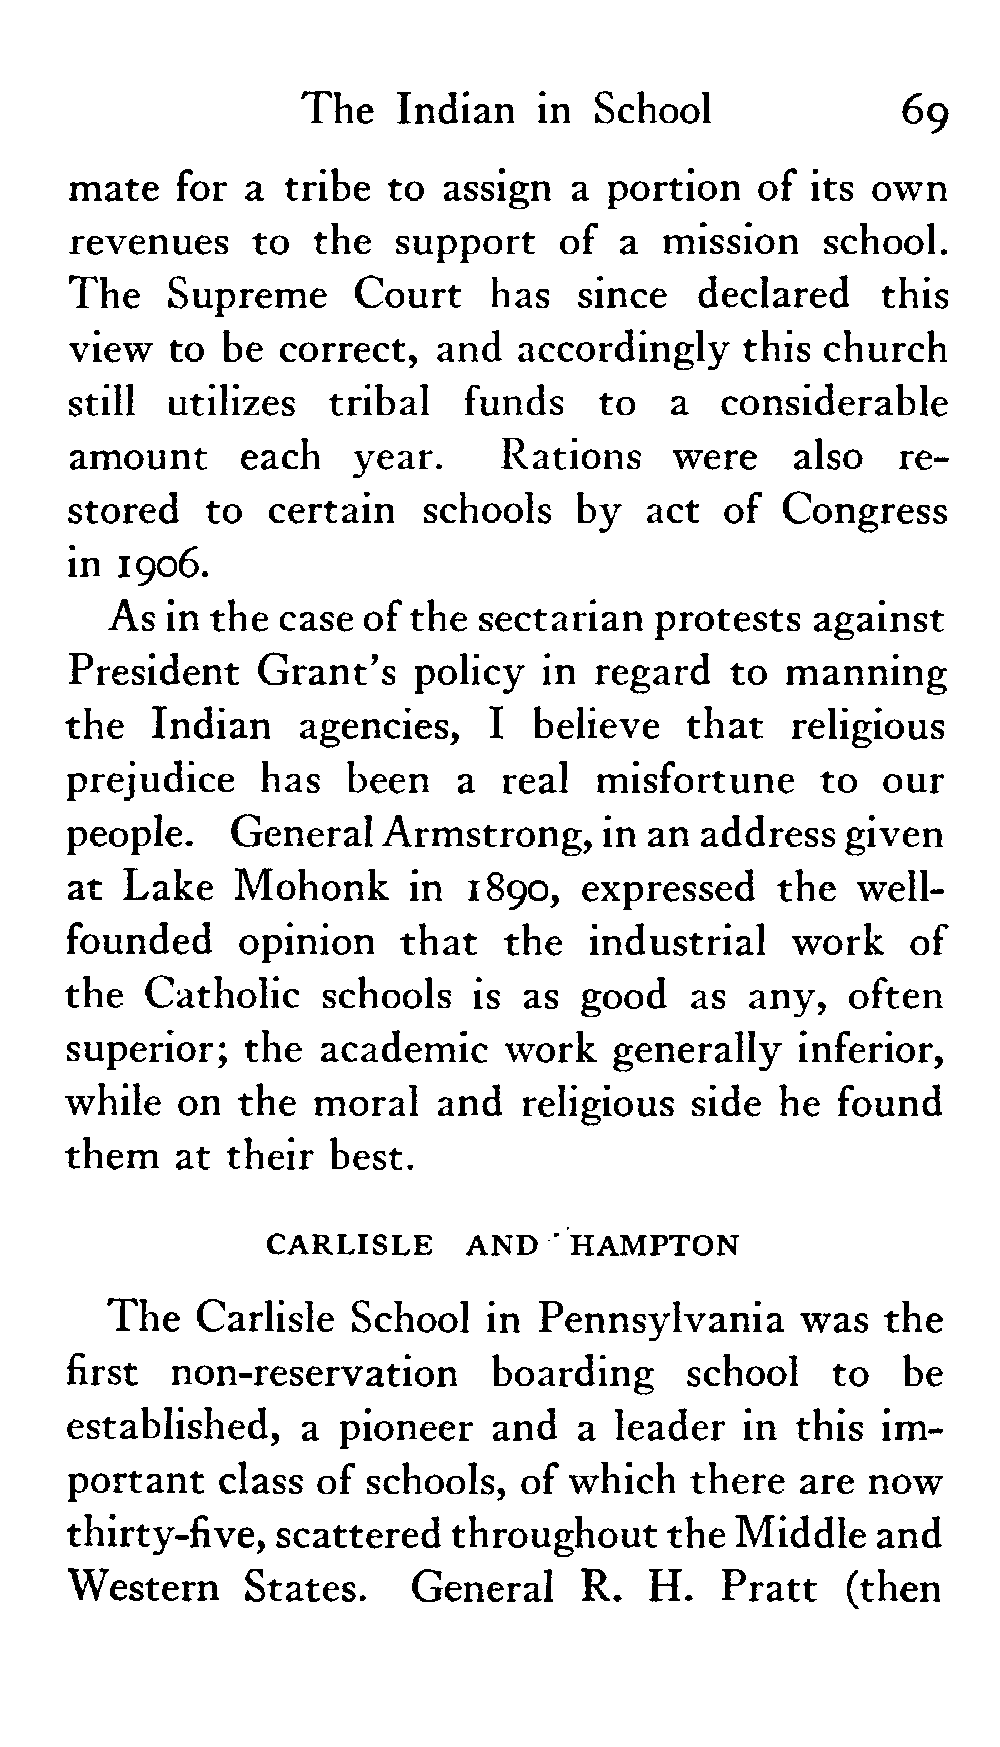 The Indian in School 69
mate for a tribe to assign a portion of its own
revenues to the support of a mission school.
The Supreme Court has since declared this
view to be correct, and accordingly this church
still utilizes tribal funds to a considerable
amount each year. Rations were also re-
stored to certain schools by act of Congress
in 1906.
As in the case of the sectarian protests against
President Grant's policy in regard to manning
the Indian agencies, I believe that religious
prejudice has been a real misfortune to our
people. General Armstrong, in an address given
at Lake Mohonk in 1890, expressed the well-
founded opinion that the industrial work of
the Catholic schools is as good as any, often
superior; the academic work generally inferior,
while on the moral and religious side he found
them at their best.
CARLISLE AND HAMPTON
The Carlisle School in Pennsylvania was the
first non-reservation boarding school to be
established, a pioneer and a leader in this im-
portant class of schools, of which there are now
thirty-five, scattered throughout the Middle and
Western States. General R. H. Pratt (then